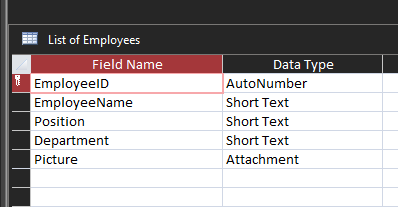 List of Employees
Field Name Data Type
EmployeeID AutoNumber
EmployeeName Short Text
Position Short Text
Department Short Text
Picture Attachment